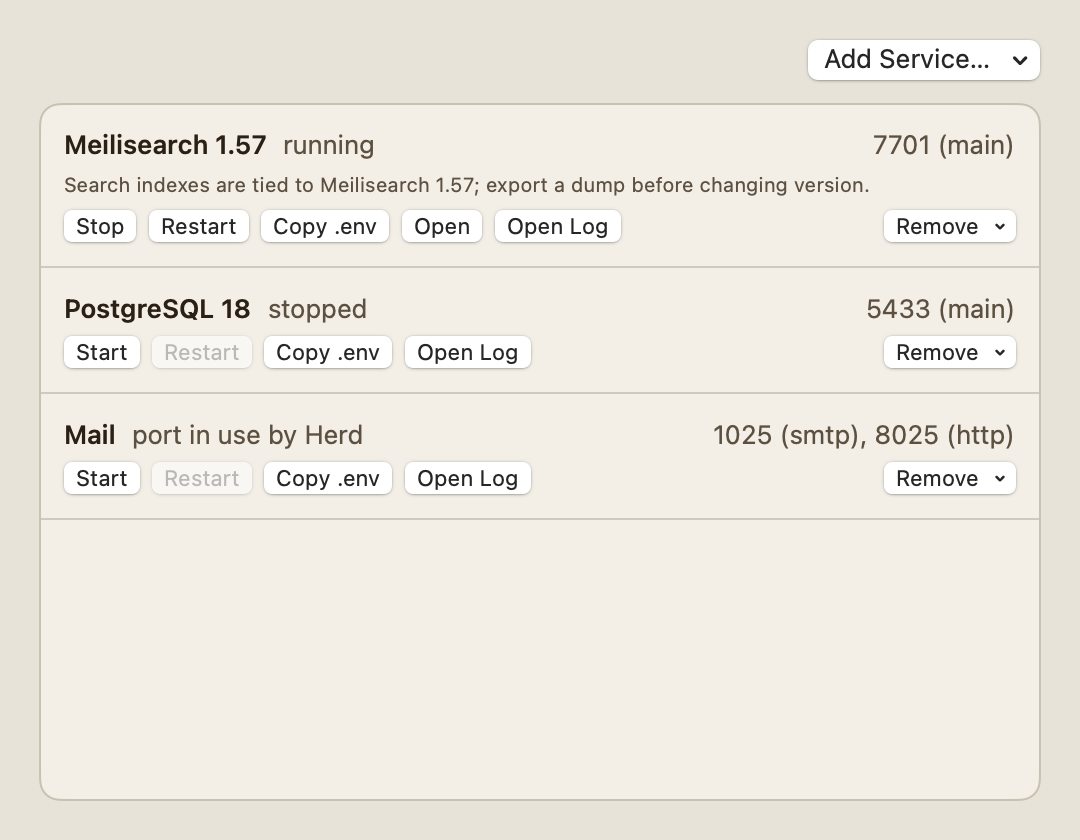 Add Service...
Meilisearch 1.57 running 7701 (main)
Search indexes are tied to Meilisearch 1.57; export a dump before changing version.
Stop Restart Copy .env Open Open Log Remove
PostgreSQL 18 stopped 5433 (main)
Start Restart Copy .env Open Log Remove
Mail port in use by Herd 1025 (smtp), 8025 (http)
Start Restart Copy .env Open Log Remove